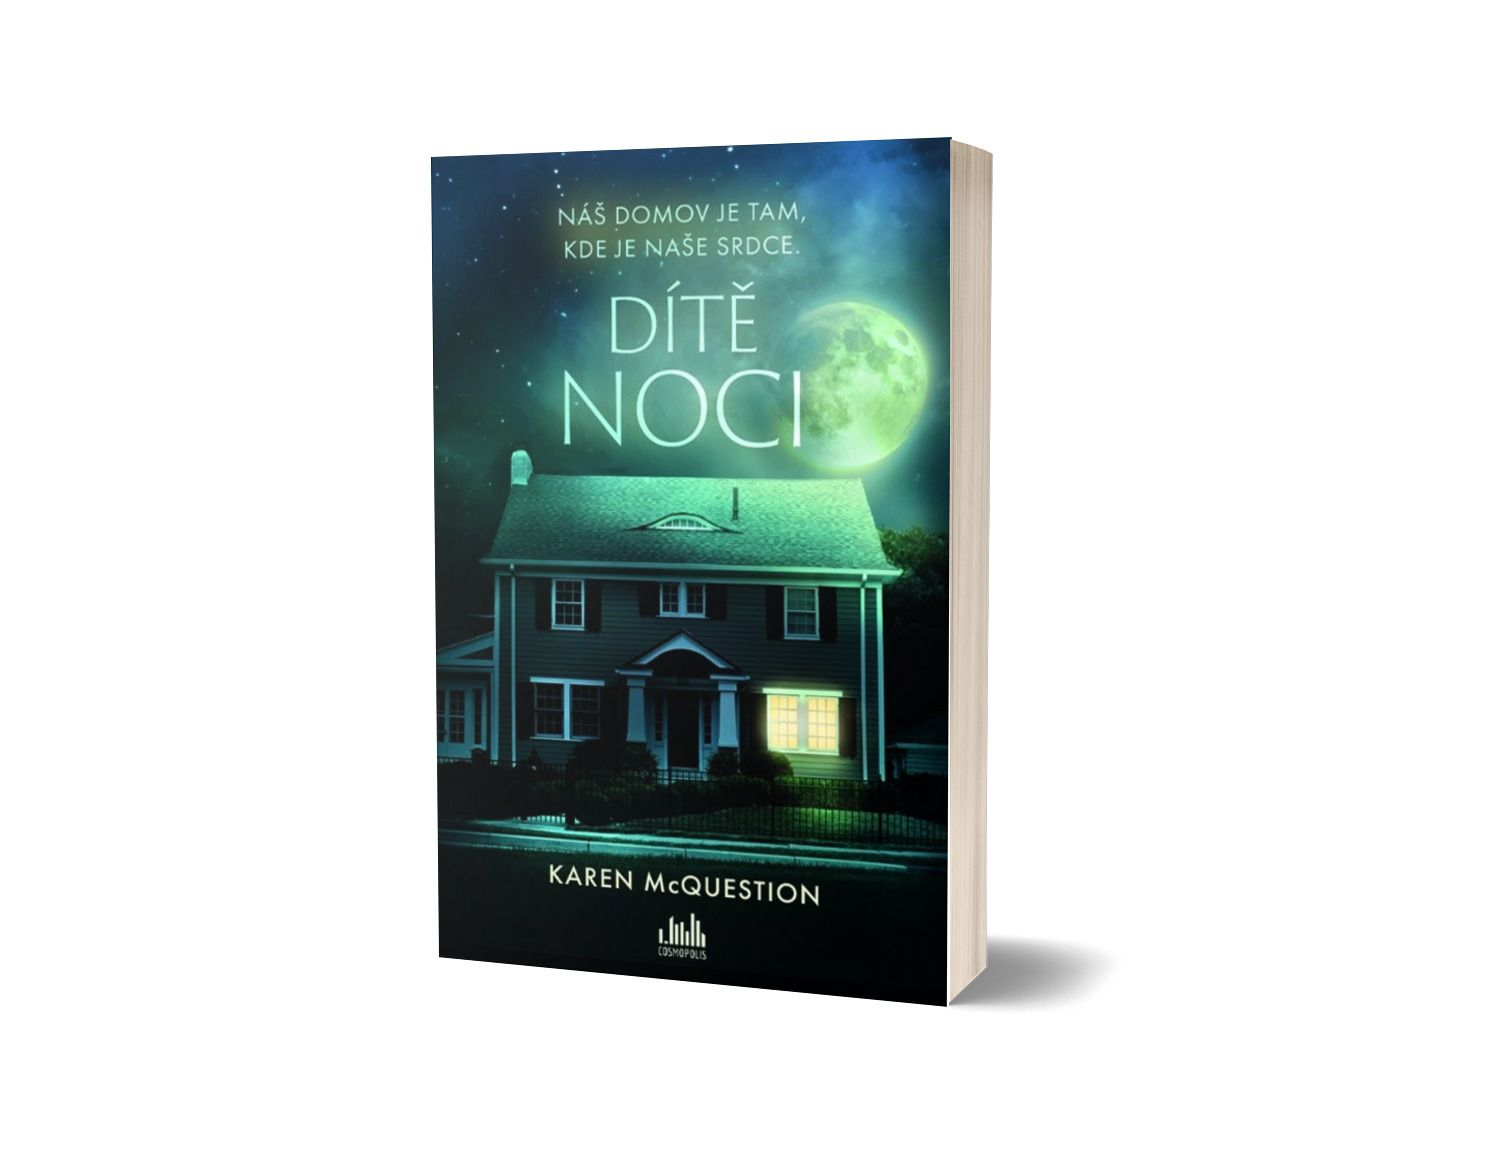 NÁŠ DOMOV JE TAM,
KDE JE NAŠE SRDCE.
DÍTĚ
NOCI
KAREN McQUESTION
COSMOPOLIS